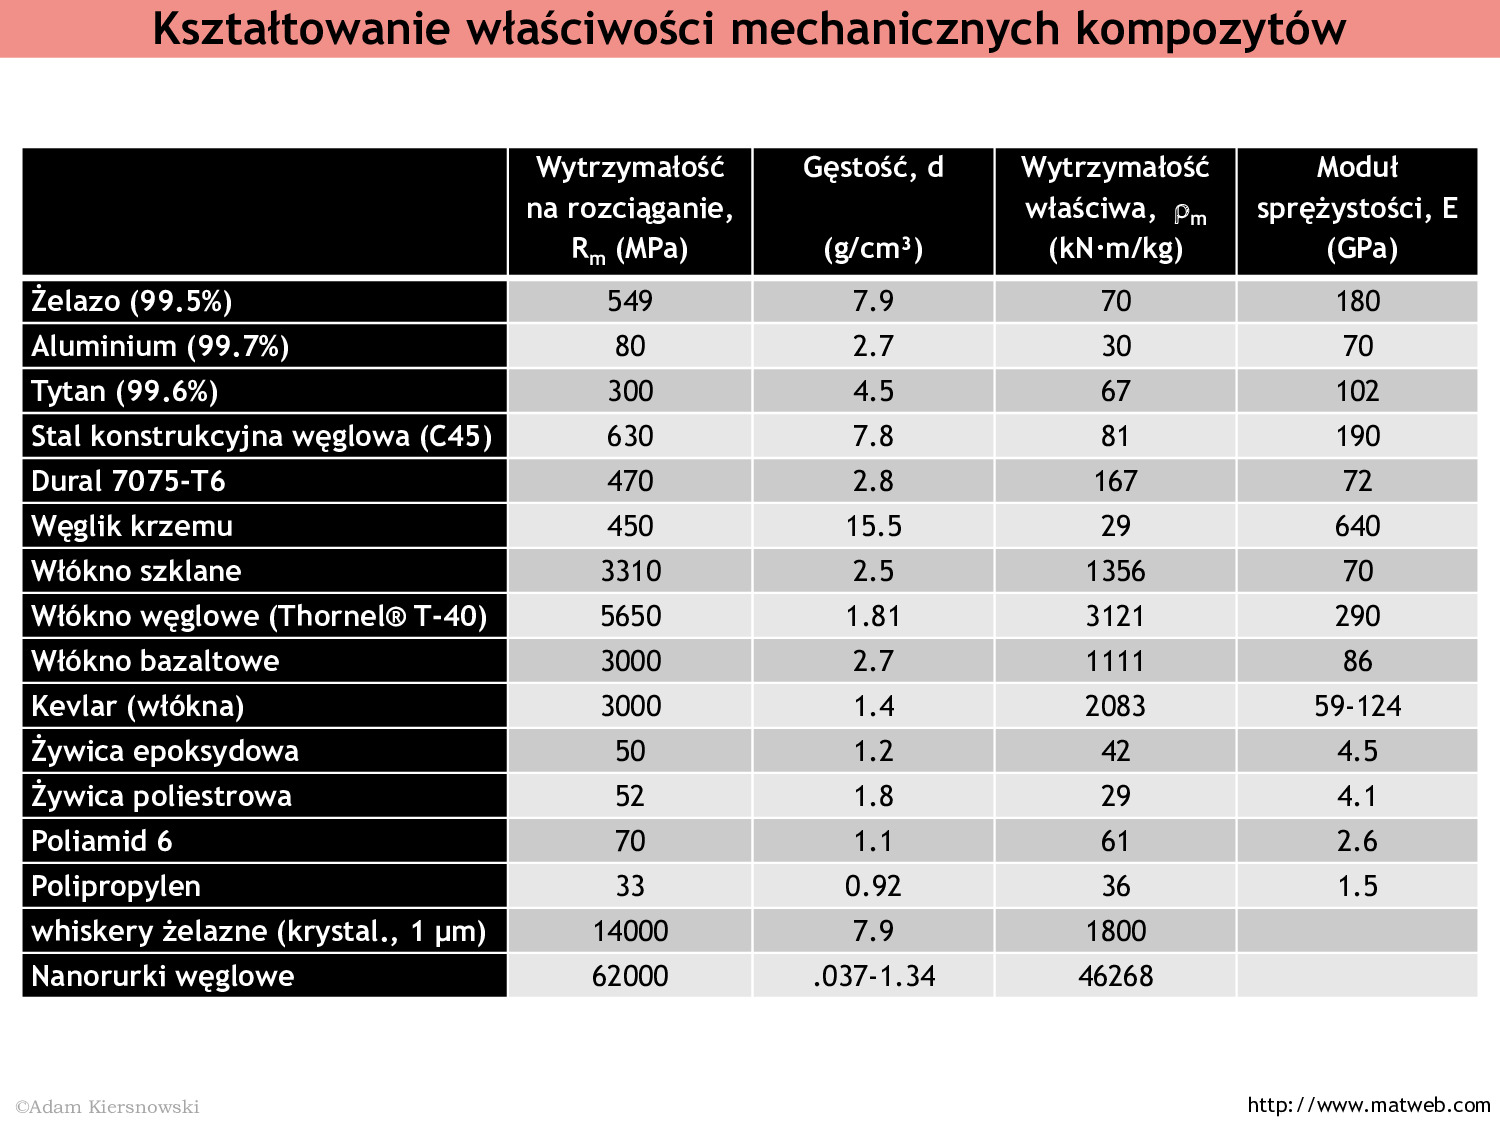 Kształtowanie właściwości mechanicznych kompozytów
Wytrzymałość na rozciąganie, Rm (MPa) Gęstość, d (g/cm³) Wytrzymałość właściwa, ρm (kN·m/kg) Moduł sprężystości, E (GPa)
Żelazo (99.5%) 549 7.9 70 180
Aluminium (99.7%) 80 2.7 30 70
Tytan (99.6%) 300 4.5 67 102
Stal konstrukcyjna węglowa (C45) 630 7.8 81 190
Dural 7075-T6 470 2.8 167 72
Węglik krzemu 450 15.5 29 640
Włókno szklane 3310 2.5 1356 70
Włókno węglowe (Thornel® T-40) 5650 1.81 3121 290
Włókno bazaltowe 3000 2.7 1111 86
Kevlar (włókna) 3000 1.4 2083 59-124
Żywica epoksydowa 50 1.2 42 4.5
Żywica poliestrowa 52 1.8 29 4.1
Poliamid 6 70 1.1 61 2.6
Polipropylen 33 0.92 36 1.5
whiskery żelazne (krystal., 1 µm) 14000 7.9 1800
Nanorurki węglowe 62000 .037-1.34 46268
©Adam Kiersnowski
http://www.matweb.com